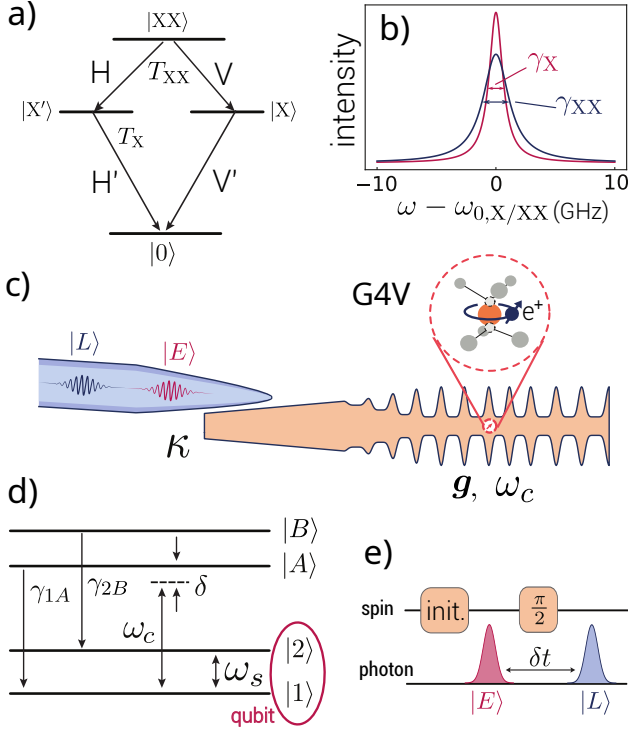 a)
|XX⟩
H
T_XX
V
|X′⟩
|X⟩
T_X
H′
V′
|0⟩
b)
intensity
γ_X
γ_XX
−10
0
10
ω − ω_0,X/XX (GHz)
c)
G4V
e⁺
|L⟩
|E⟩
κ
g, ω_c
d)
|B⟩
|A⟩
γ_1A
γ_2B
δ
ω_c
|2⟩
ω_s
|1⟩
qubit
e)
spin
init.
π/2
photon
δt
|E⟩
|L⟩